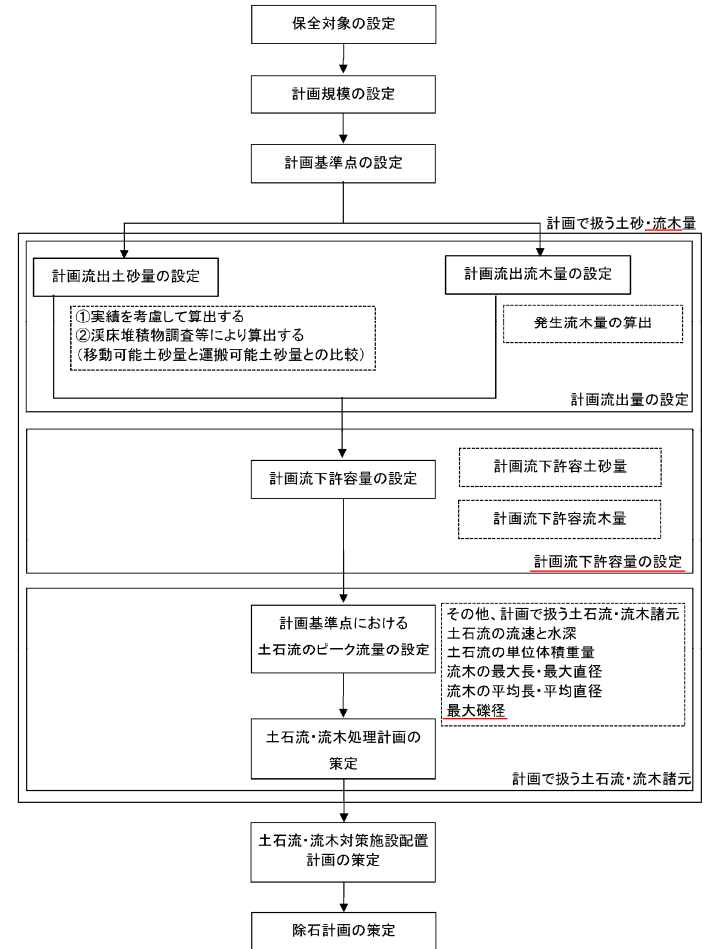 保全対象の設定
計画規模の設定
計画基準点の設定
計画で扱う土砂・流木量
計画流出土砂量の設定
計画流出流木量の設定
①実績を考慮して算出する
②渓床堆積物調査等により算出する
（移動可能土砂量と運搬可能土砂量との比較）
発生流木量の算出
計画流出量の設定
計画流下許容量の設定
計画流下許容土砂量
計画流下許容流木量
計画流下許容量の設定
計画基準点における
土石流のピーク流量の設定
その他、計画で扱う土石流・流木諸元
土石流の流速と水深
土石流の単位体積重量
流木の最大長・最大直径
流木の平均長・平均直径
最大礫径
土石流・流木処理計画の
策定
計画で扱う土石流・流木諸元
土石流・流木対策施設配置
計画の策定
除石計画の策定